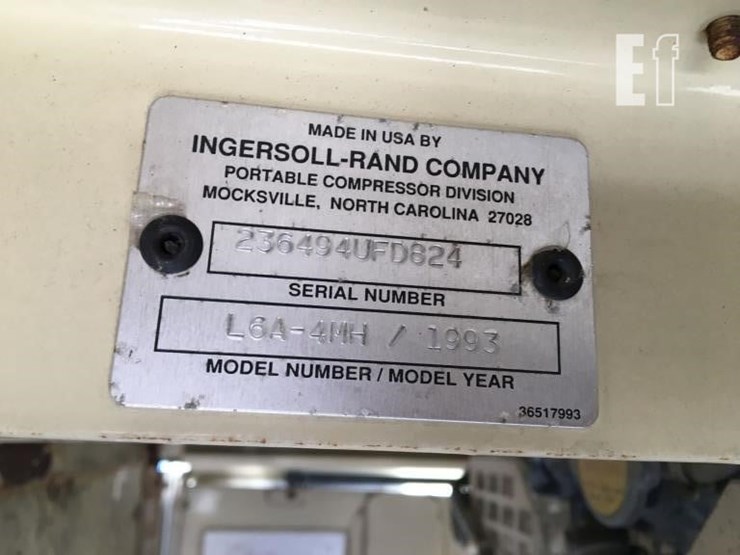 Ef
MADE IN USA BY
INGERSOLL-RAND COMPANY
PORTABLE COMPRESSOR DIVISION
MOCKSVILLE, NORTH CAROLINA 27028
236494UFD824
SERIAL NUMBER
L6A-4MH / 1993
MODEL NUMBER / MODEL YEAR
36517993